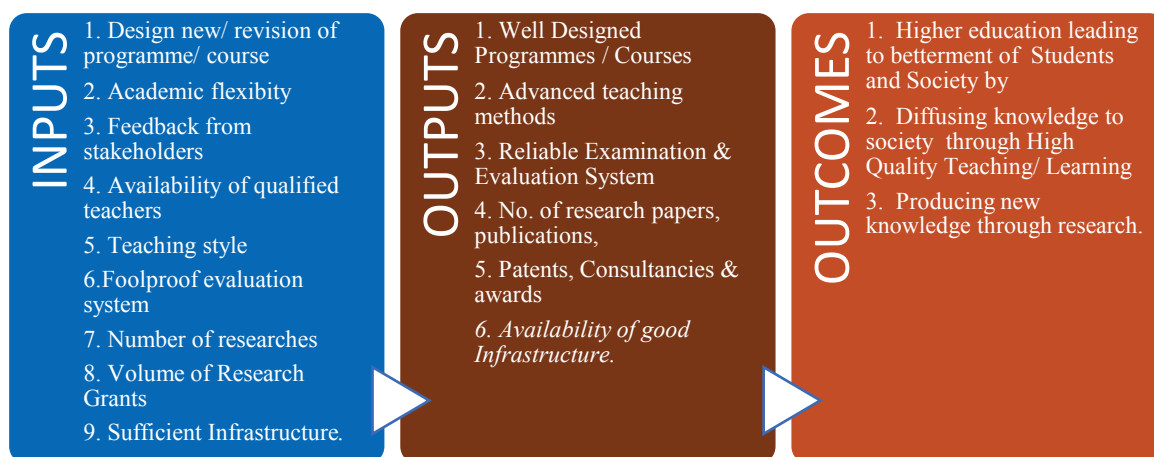 INPUTS
1. Design new/ revision of
programme/ course
2. Academic flexibity
3. Feedback from
stakeholders
4. Availability of qualified
teachers
5. Teaching style
6.Foolproof evaluation
system
7. Number of researches
8. Volume of Research
Grants
9. Sufficient Infrastructure.
OUTPUTS
1. Well Designed
Programmes / Courses
2. Advanced teaching
methods
3. Reliable Examination &
Evaluation System
4. No. of research papers,
publications,
5. Patents, Consultancies &
awards
6. Availability of good
Infrastructure.
OUTCOMES
1. Higher education leading
to betterment of Students
and Society by
2. Diffusing knowledge to
society through High
Quality Teaching/ Learning
3. Producing new
knowledge through research.